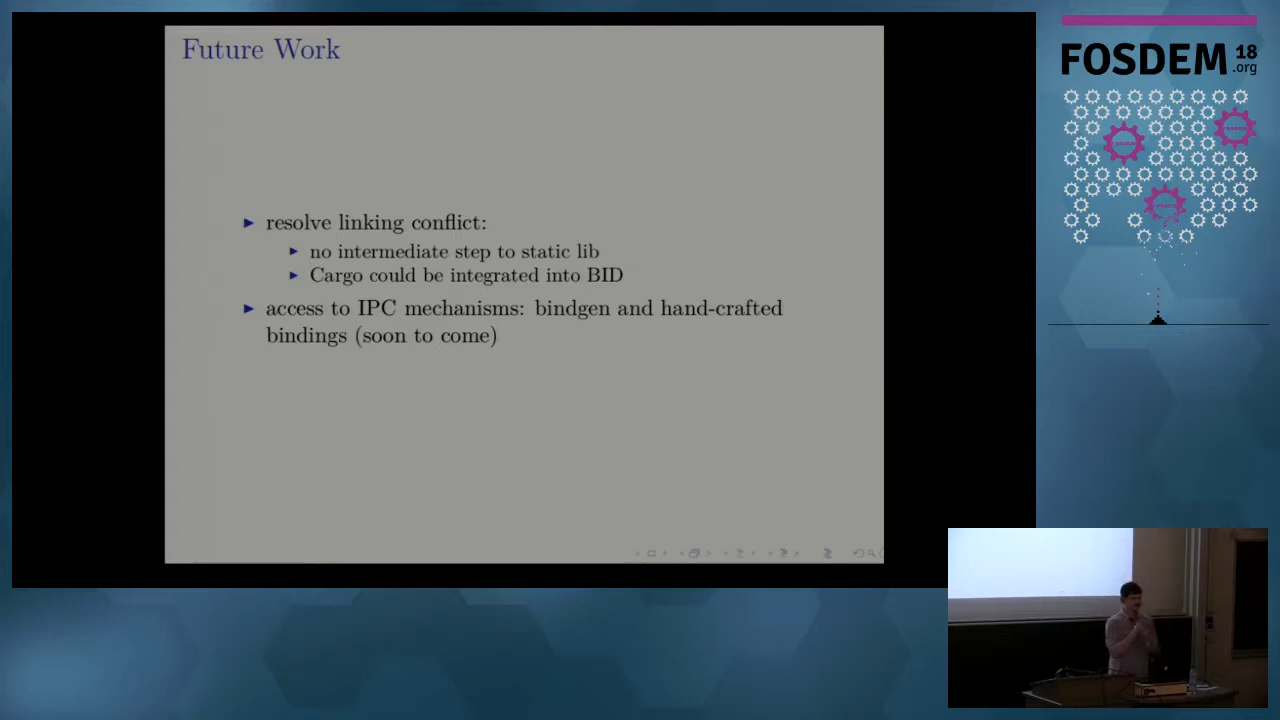 Future Work
resolve linking conflict:
no intermediate step to static lib
Cargo could be integrated into BID
access to IPC mechanisms: bindgen and hand-crafted
bindings (soon to come)
FOSDEM 18
.org